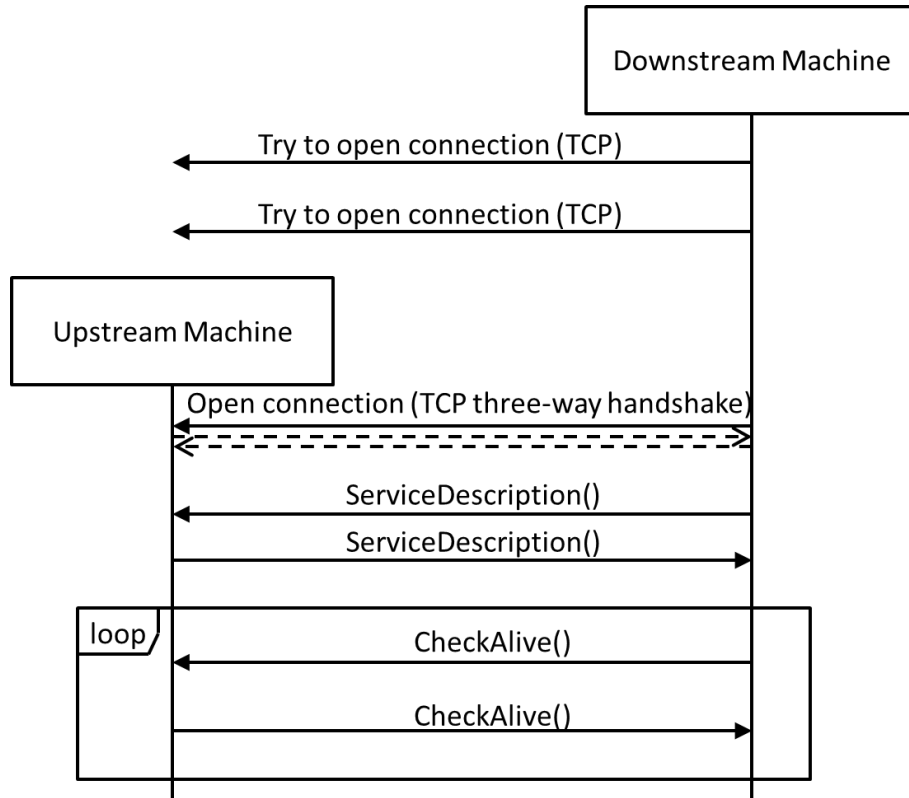 Downstream Machine
Try to open connection (TCP)
Try to open connection (TCP)
Upstream Machine
Open connection (TCP three-way handshake)
ServiceDescription()
ServiceDescription()
loop
CheckAlive()
CheckAlive()